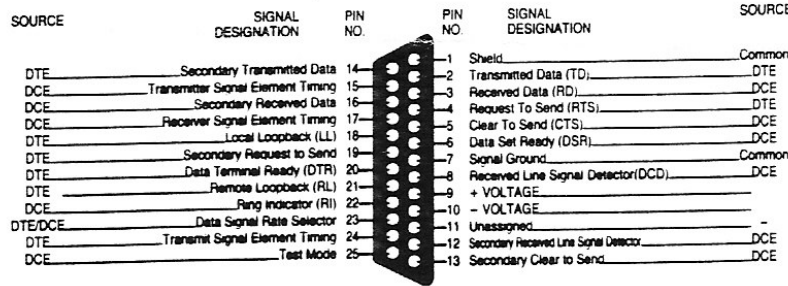 SOURCE SIGNAL DESIGNATION PIN NO.
DTE Secondary Transmitted Data 14
DCE Transmitter Signal Element Timing 15
DCE Secondary Received Data 16
DCE Receiver Signal Element Timing 17
DTE Local Loopback (LL) 18
DTE Secondary Request to Send 19
DTE Data Terminal Ready (DTR) 20
DTE Remote Loopback (RL) 21
DCE Ring Indicator (RI) 22
DTE/DCE Data Signal Rate Selector 23
DTE Transmit Signal Element Timing 24
DCE Test Mode 25
PIN NO. SIGNAL DESIGNATION SOURCE
1 Shield Common
2 Transmitted Data (TD) DTE
3 Received Data (RD) DCE
4 Request To Send (RTS) DTE
5 Clear To Send (CTS) DCE
6 Data Set Ready (DSR) DCE
7 Signal Ground Common
8 Received Line Signal Detector(DCD) DCE
9 + VOLTAGE -
10 - VOLTAGE -
11 Unassigned -
12 Secondary Received Line Signal Detector DCE
13 Secondary Clear to Send DCE